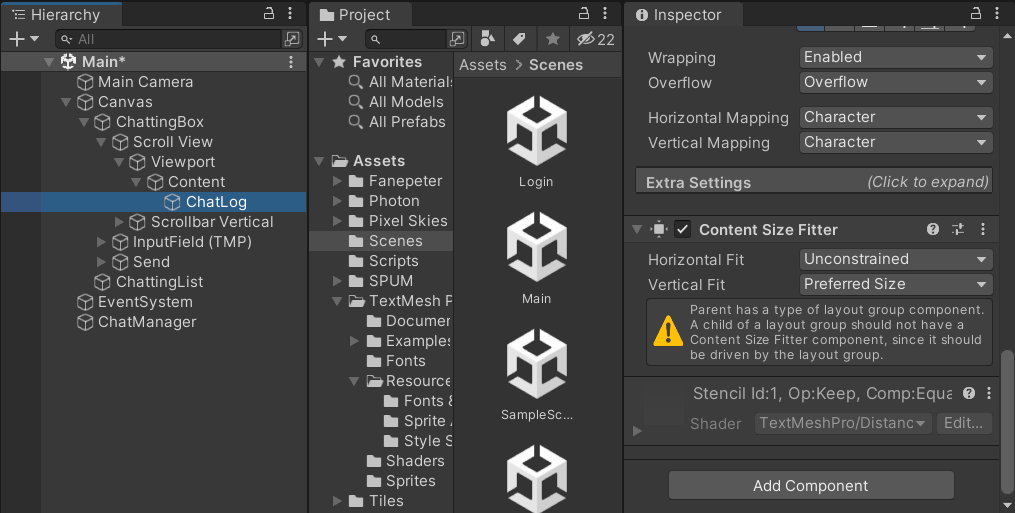 Hierarchy
All
Main*
Main Camera
Canvas
ChattingBox
Scroll View
Viewport
Content
ChatLog
Scrollbar Vertical
InputField (TMP)
Send
ChattingList
EventSystem
ChatManager
Project
22
Favorites
All Materials
All Models
All Prefabs
Assets
Fanepeter
Photon
Pixel Skies
Scenes
Scripts
SPUM
TextMesh P
Documen
Examples
Fonts
Resource
Fonts &
Sprite A
Style S
Shaders
Sprites
Tiles
Assets > Scenes
Login
Main
SampleSc...
Inspector
Wrapping Enabled
Overflow Overflow
Horizontal Mapping Character
Vertical Mapping Character
Extra Settings (Click to expand)
Content Size Fitter
Horizontal Fit Unconstrained
Vertical Fit Preferred Size
Parent has a type of layout group component.
A child of a layout group should not have a
Content Size Fitter component, since it should
be driven by the layout group.
Stencil Id:1, Op:Keep, Comp:Equa
Shader TextMeshPro/Distanc Edit...
Add Component